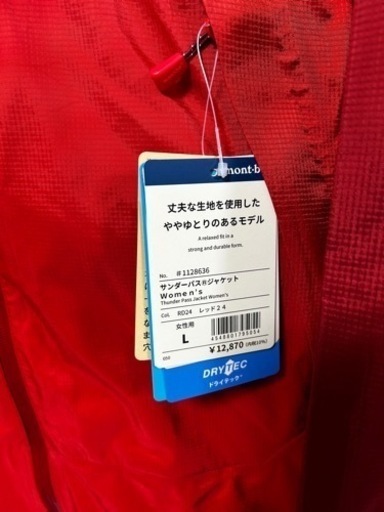 mont-b
丈夫な生地を使用した
ややゆとりのあるモデル
A relaxed fit in a
strong and durable form.
No. #1128636
サンダーパス®ジャケット
Women's
Thunder Pass Jacket Women's
Col. RD24 レッド24
女性用
L
¥12,870
DRYTEC
ドライテック™